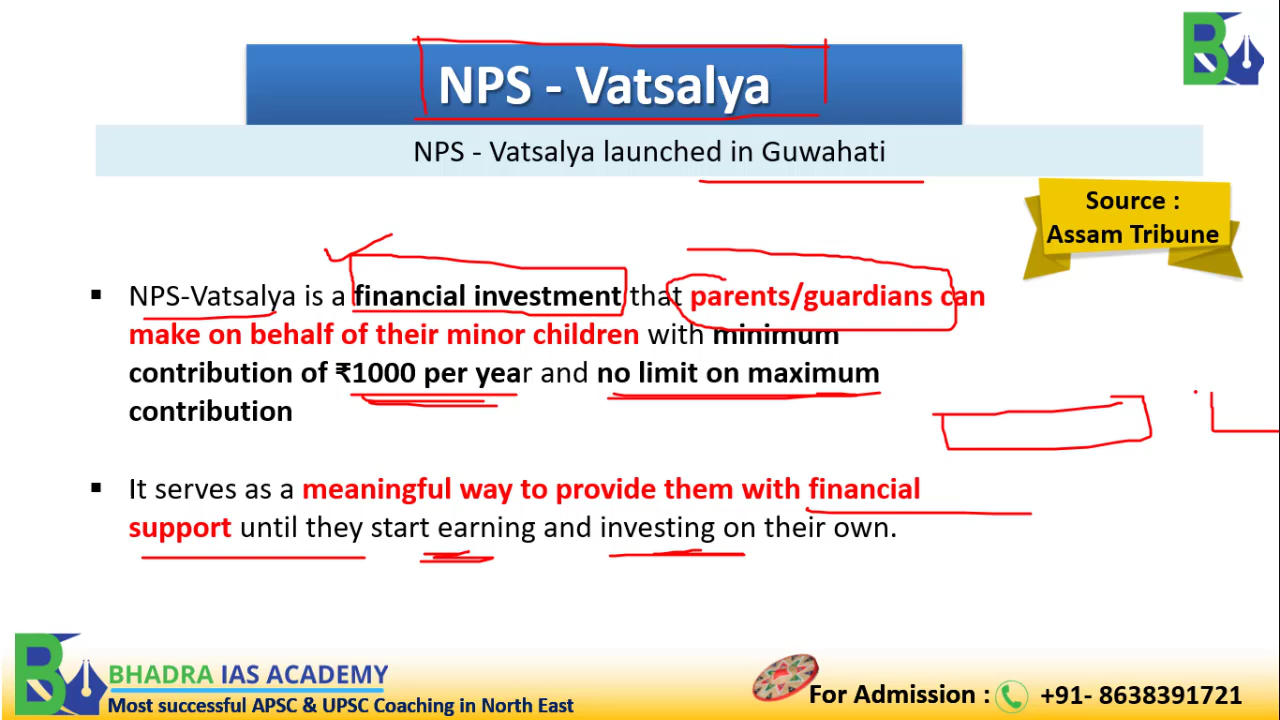 NPS - Vatsalya
NPS - Vatsalya launched in Guwahati
Source :
Assam Tribune
▪ NPS-Vatsalya is a financial investment that parents/guardians can
make on behalf of their minor children with minimum
contribution of ₹1000 per year and no limit on maximum
contribution
▪ It serves as a meaningful way to provide them with financial
support until they start earning and investing on their own.
BHADRA IAS ACADEMY
Most successful APSC & UPSC Coaching in North East
For Admission : +91- 8638391721